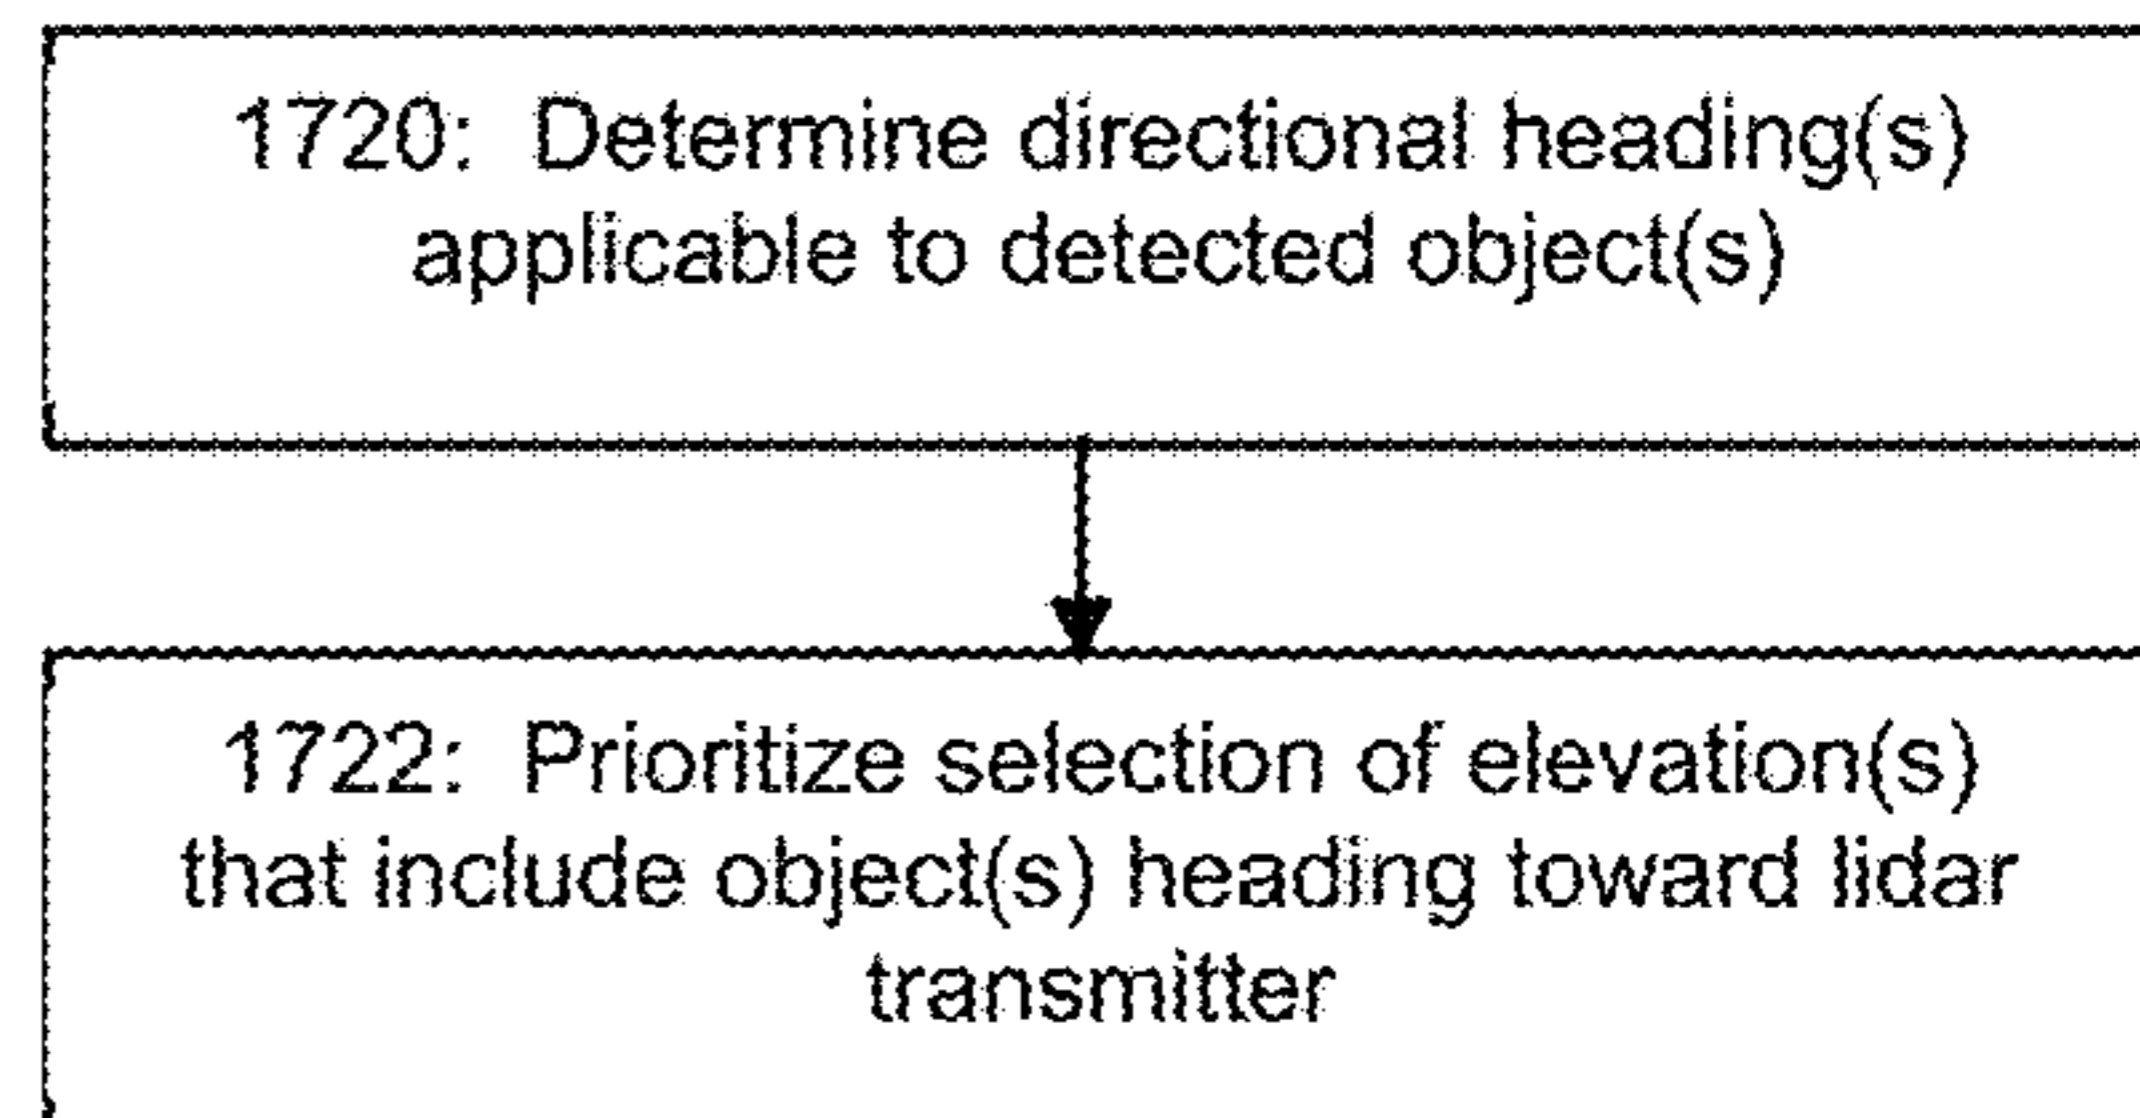 1720: Determine directional heading(s)
applicable to detected object(s)
1722: Prioritize selection of elevation(s)
that include object(s) heading toward lidar
transmitter